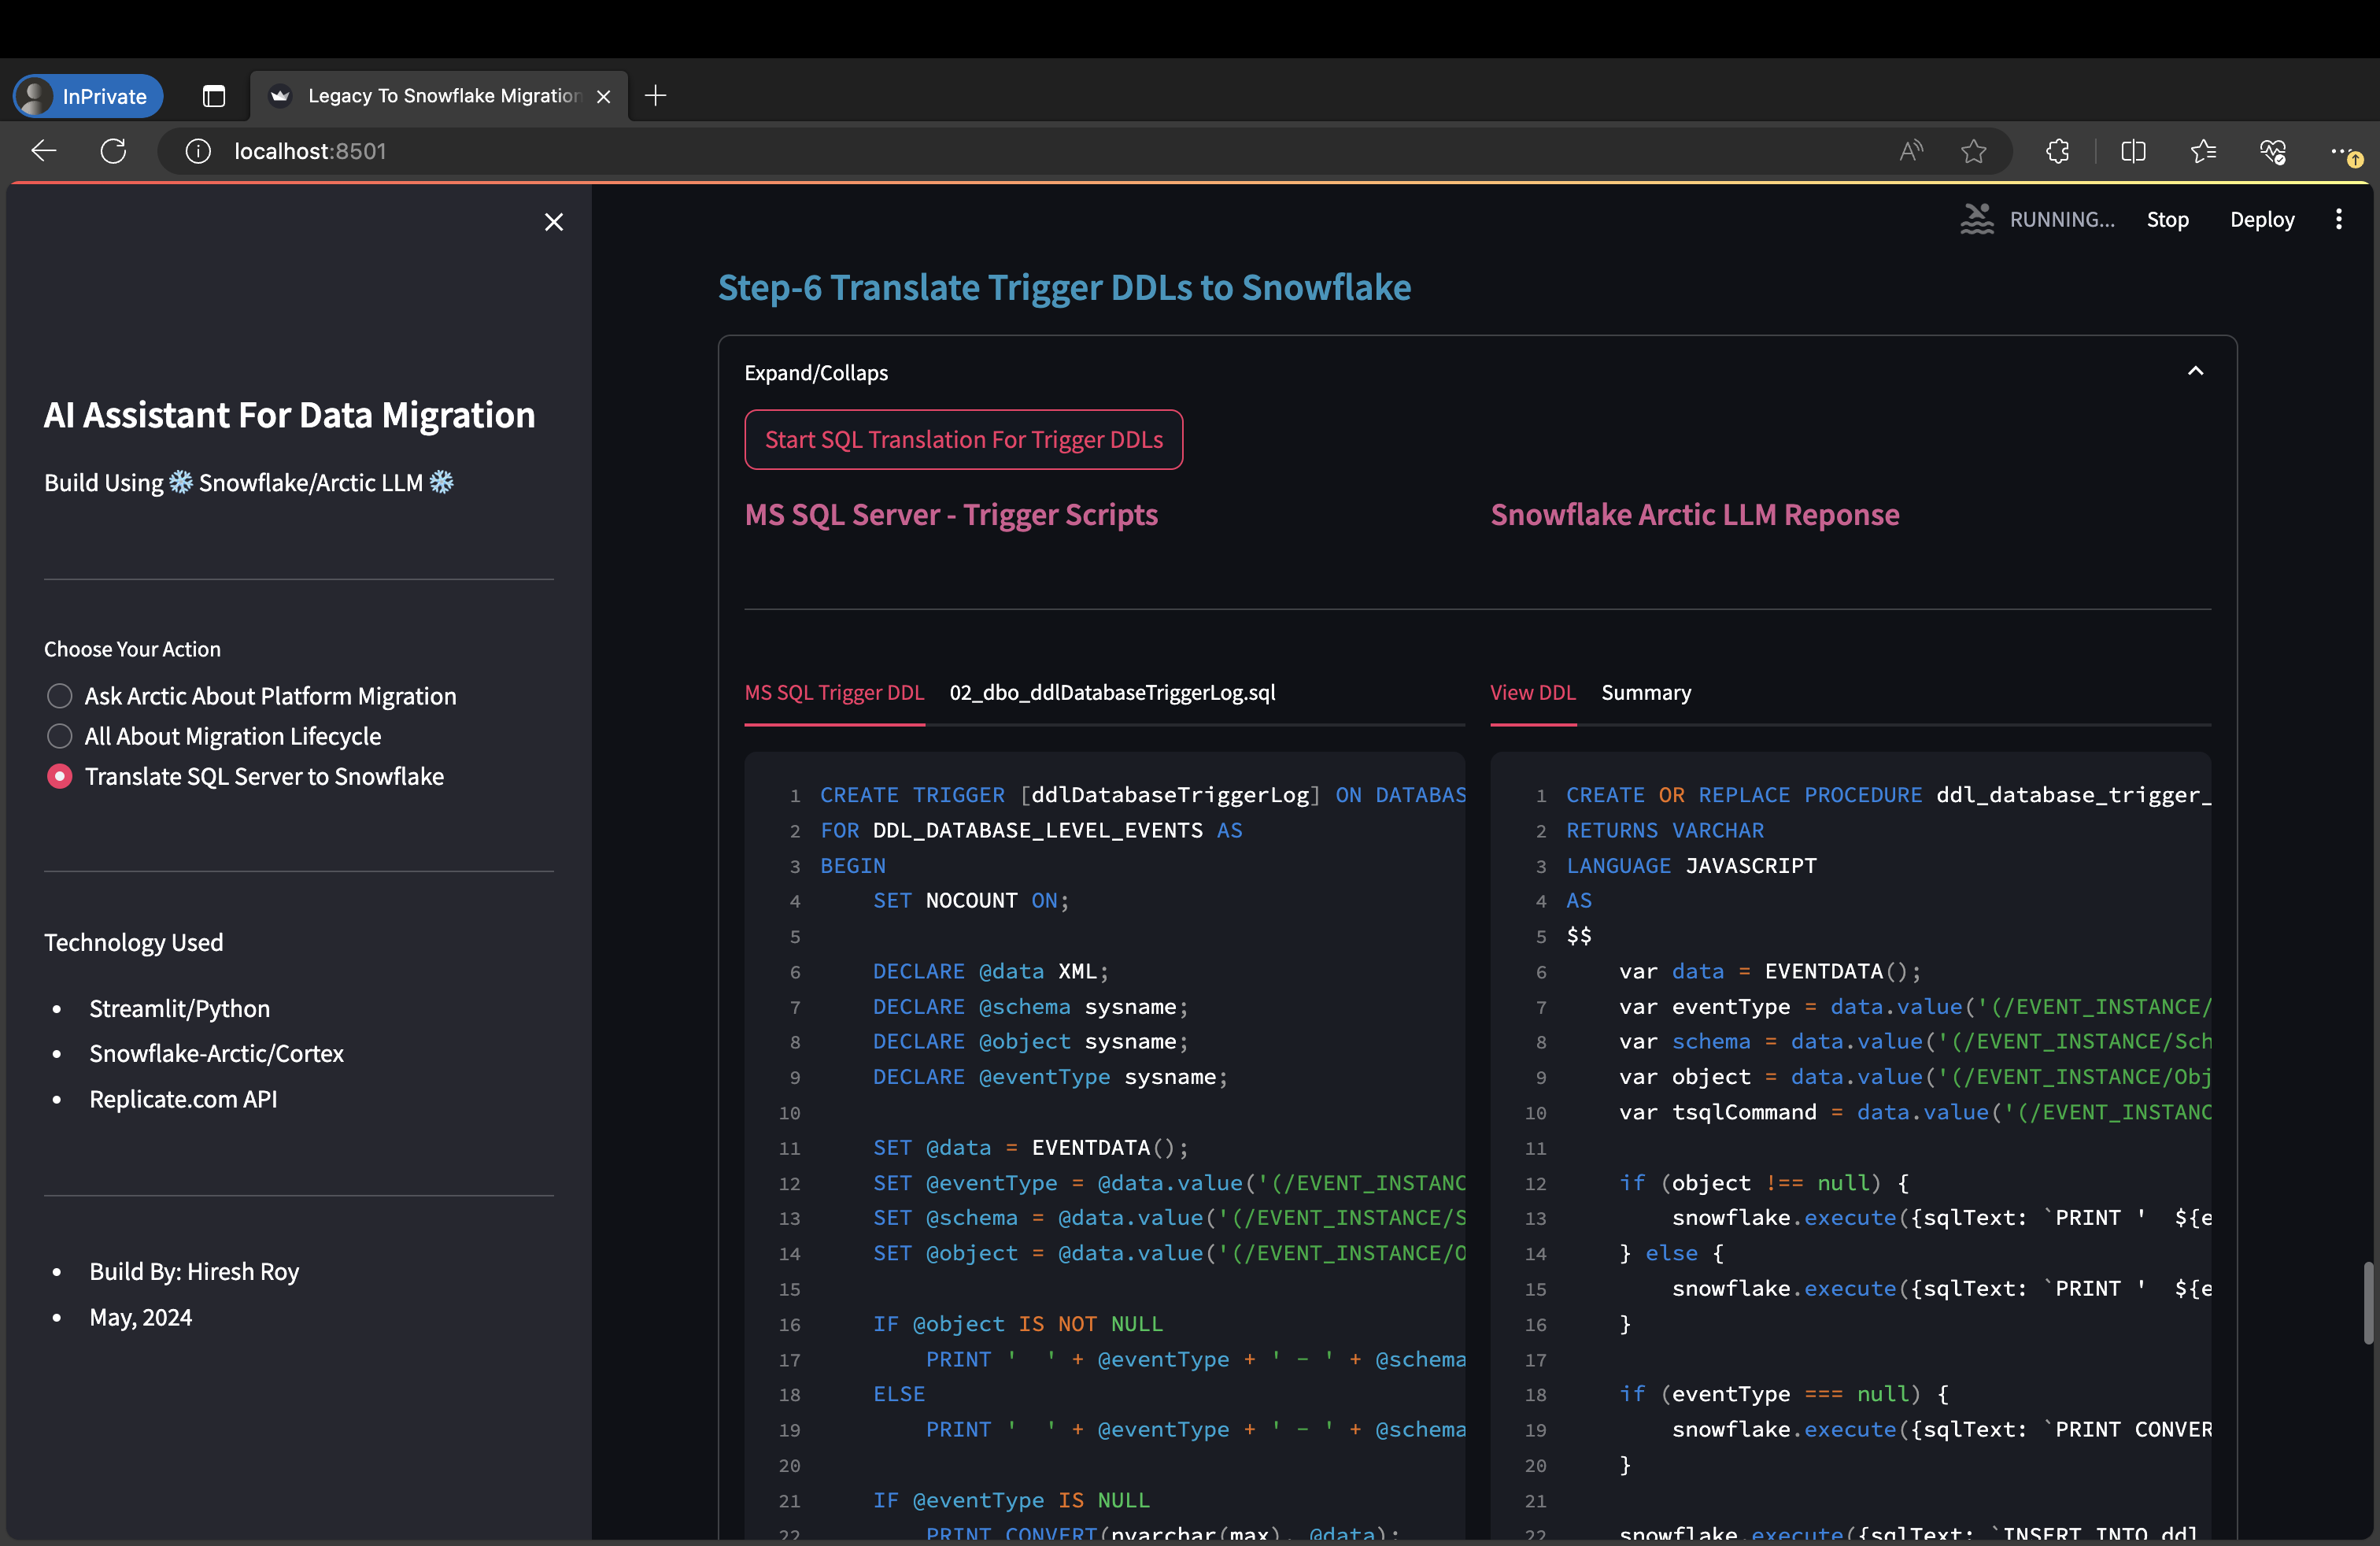 InPrivate
Legacy To Snowflake Migration
localhost:8501
RUNNING...
Stop
Deploy
AI Assistant For Data Migration
Build Using ❄️ Snowflake/Arctic LLM ❄️
Choose Your Action
Ask Arctic About Platform Migration
All About Migration Lifecycle
Translate SQL Server to Snowflake
Technology Used
• Streamlit/Python
• Snowflake-Arctic/Cortex
• Replicate.com API
• Build By: Hiresh Roy
• May, 2024
Step-6 Translate Trigger DDLs to Snowflake
Expand/Collaps
Start SQL Translation For Trigger DDLs
MS SQL Server - Trigger Scripts
MS SQL Trigger DDL
02_dbo_ddlDatabaseTriggerLog.sql
1 CREATE TRIGGER [ddlDatabaseTriggerLog] ON DATABAS
2 FOR DDL_DATABASE_LEVEL_EVENTS AS
3 BEGIN
4 SET NOCOUNT ON;
5
6 DECLARE @data XML;
7 DECLARE @schema sysname;
8 DECLARE @object sysname;
9 DECLARE @eventType sysname;
10
11 SET @data = EVENTDATA();
12 SET @eventType = @data.value('(/EVENT_INSTANC
13 SET @schema = @data.value('(/EVENT_INSTANCE/S
14 SET @object = @data.value('(/EVENT_INSTANCE/O
15
16 IF @object IS NOT NULL
17 PRINT '  ' + @eventType + ' - ' + @schema
18 ELSE
19 PRINT '  ' + @eventType + ' - ' + @schema
20
21 IF @eventType IS NULL
22 PRINT CONVERT(nvarchar(max), @data);
Snowflake Arctic LLM Reponse
View DDL
Summary
1 CREATE OR REPLACE PROCEDURE ddl_database_trigger_
2 RETURNS VARCHAR
3 LANGUAGE JAVASCRIPT
4 AS
5 $$
6 var data = EVENTDATA();
7 var eventType = data.value('(/EVENT_INSTANCE/
8 var schema = data.value('(/EVENT_INSTANCE/Sch
9 var object = data.value('(/EVENT_INSTANCE/Obj
10 var tsqlCommand = data.value('(/EVENT_INSTANC
11
12 if (object !== null) {
13 snowflake.execute({sqlText: `PRINT '  ${e
14 } else {
15 snowflake.execute({sqlText: `PRINT '  ${e
16 }
17
18 if (eventType === null) {
19 snowflake.execute({sqlText: `PRINT CONVER
20 }
21
22 snowflake.execute({sqlText: `INSERT INTO ddl